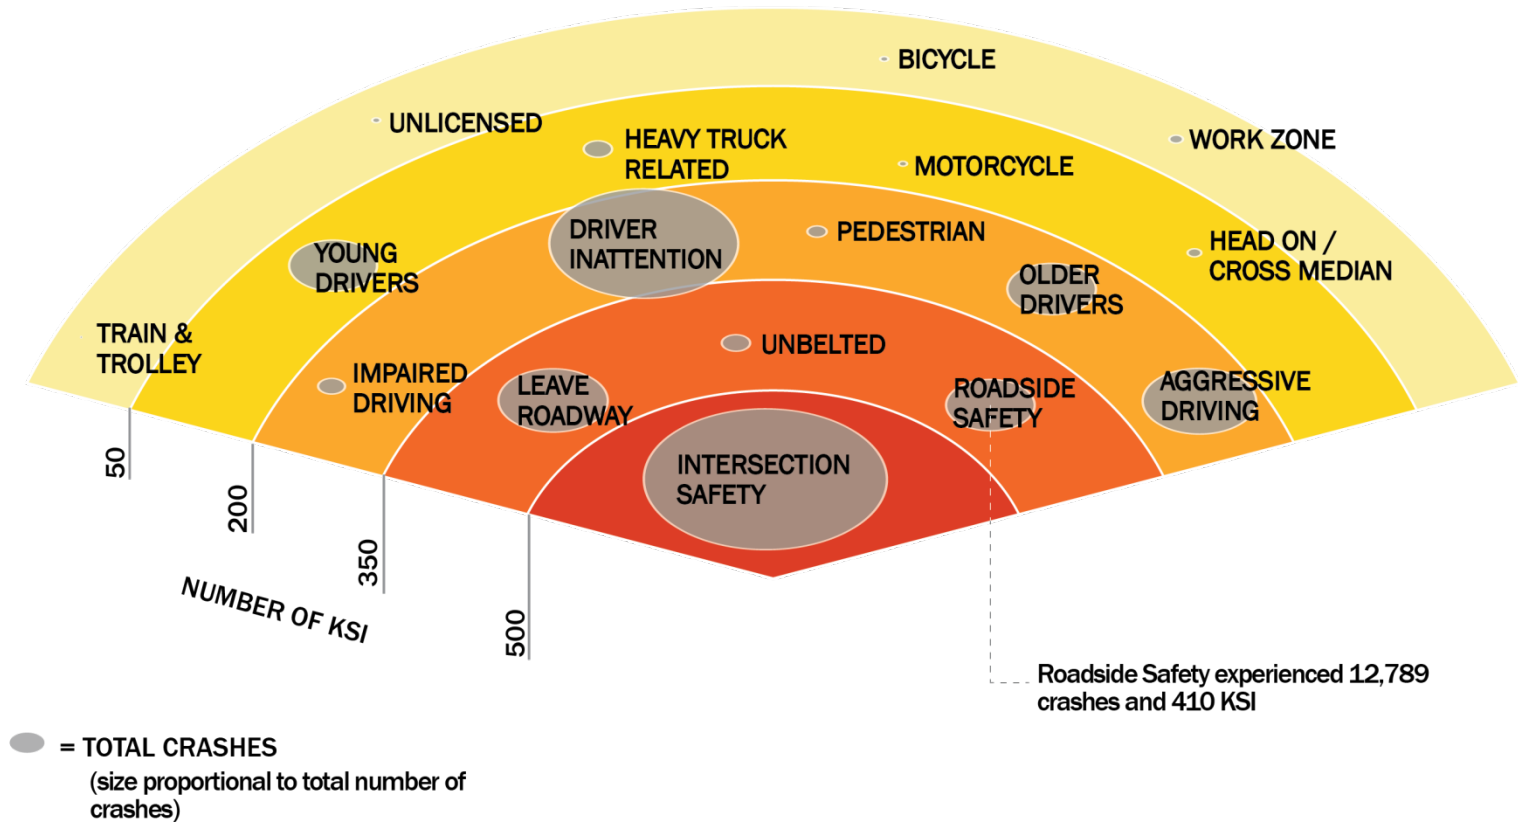 BICYCLE
UNLICENSED
HEAVY TRUCK
RELATED
WORK ZONE
MOTORCYCLE
DRIVER
INATTENTION
PEDESTRIAN
YOUNG
DRIVERS
HEAD ON /
CROSS MEDIAN
OLDER
DRIVERS
TRAIN &
TROLLEY
UNBELTED
IMPAIRED
DRIVING
LEAVE
ROADWAY
ROADSIDE
SAFETY
AGGRESSIVE
DRIVING
INTERSECTION
SAFETY
50
200
350
500
NUMBER OF KSI
Roadside Safety experienced 12,789
crashes and 410 KSI
= TOTAL CRASHES
(size proportional to total number of
crashes)